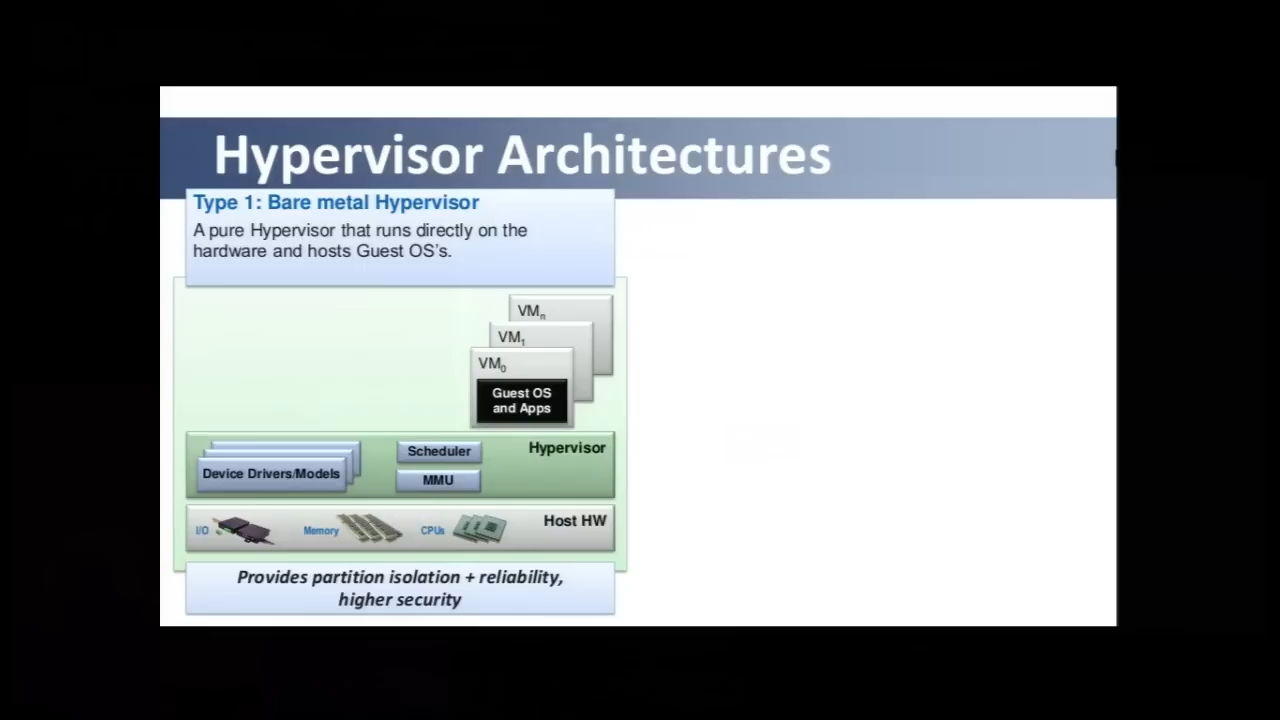 Hypervisor Architectures
Type 1: Bare metal Hypervisor
A pure Hypervisor that runs directly on the
hardware and hosts Guest OS's.
VMn
VM1
VM0
Guest OS
and Apps
Hypervisor
Scheduler
Device Drivers/Models
MMU
Host HW
I/O
Memory
CPUs
Provides partition isolation + reliability,
higher security